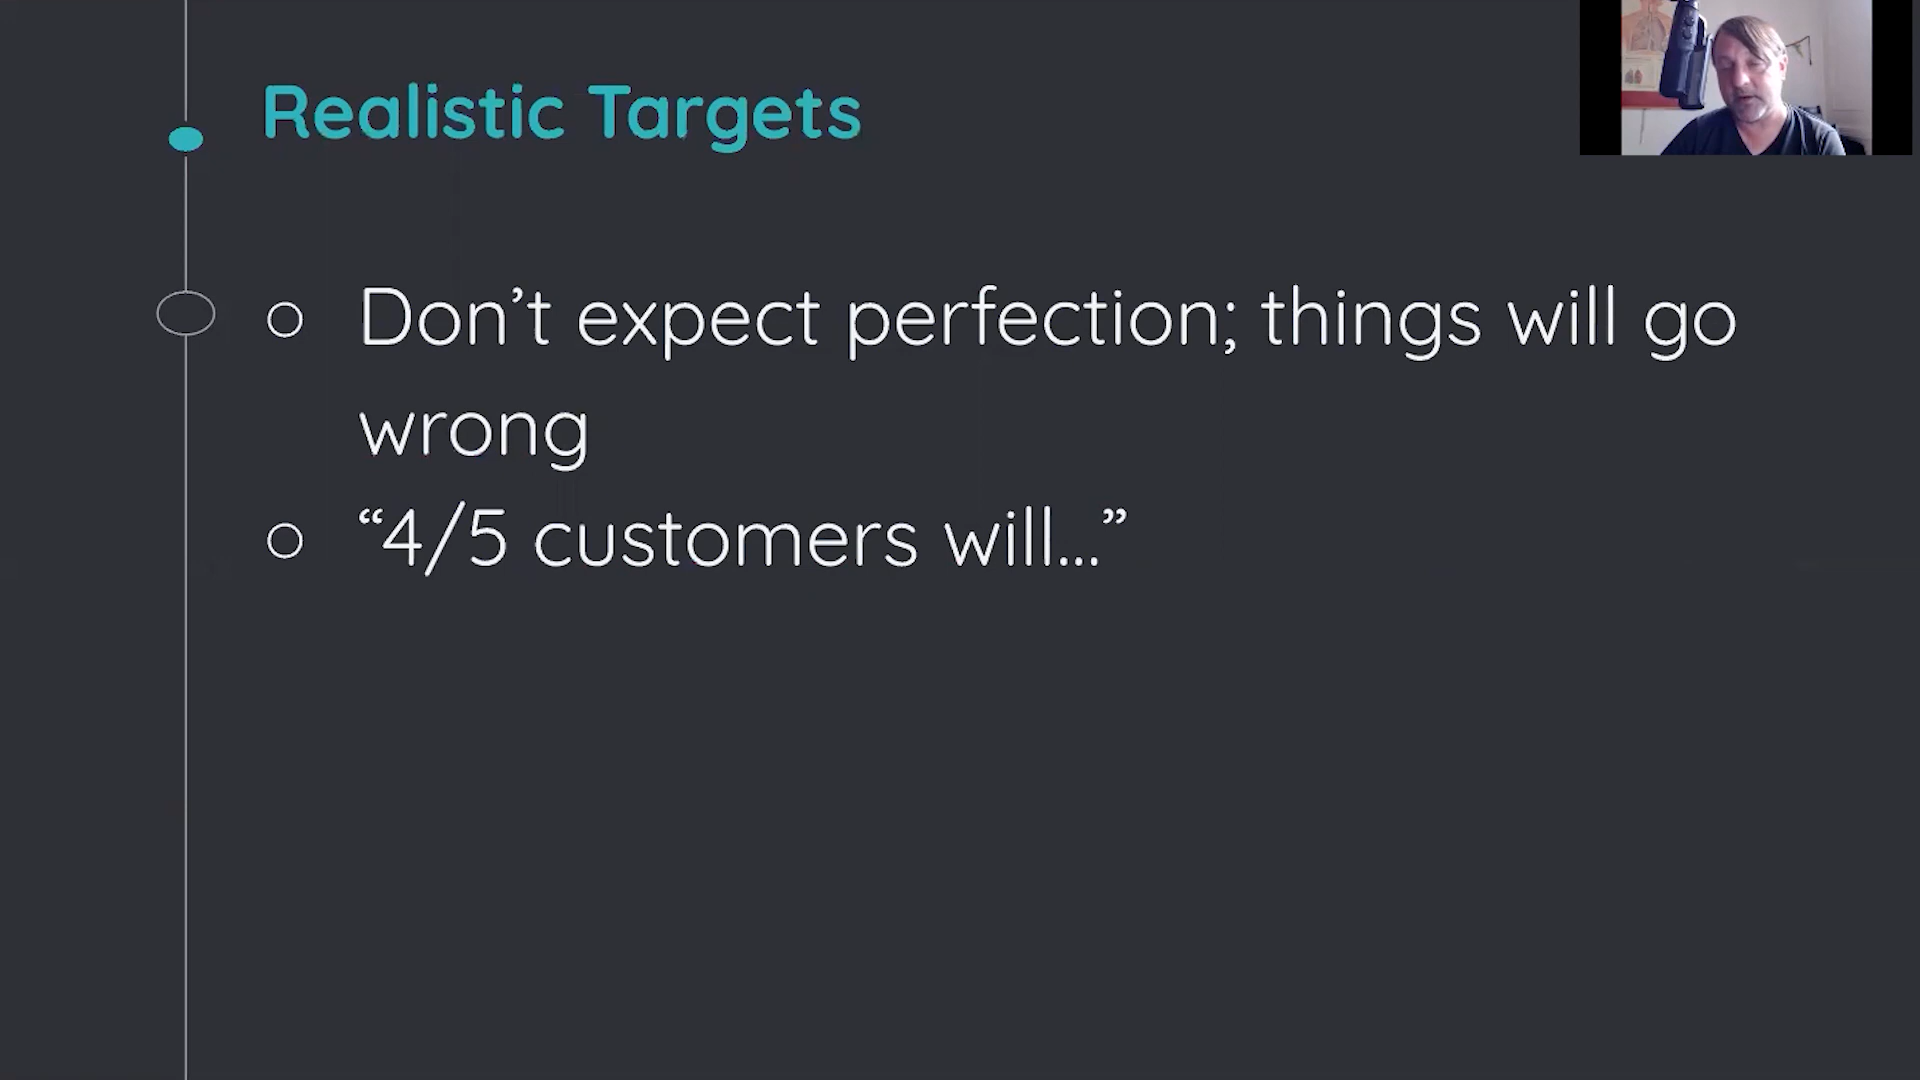 Realistic Targets
Don’t expect perfection; things will go
wrong
“4/5 customers will...”